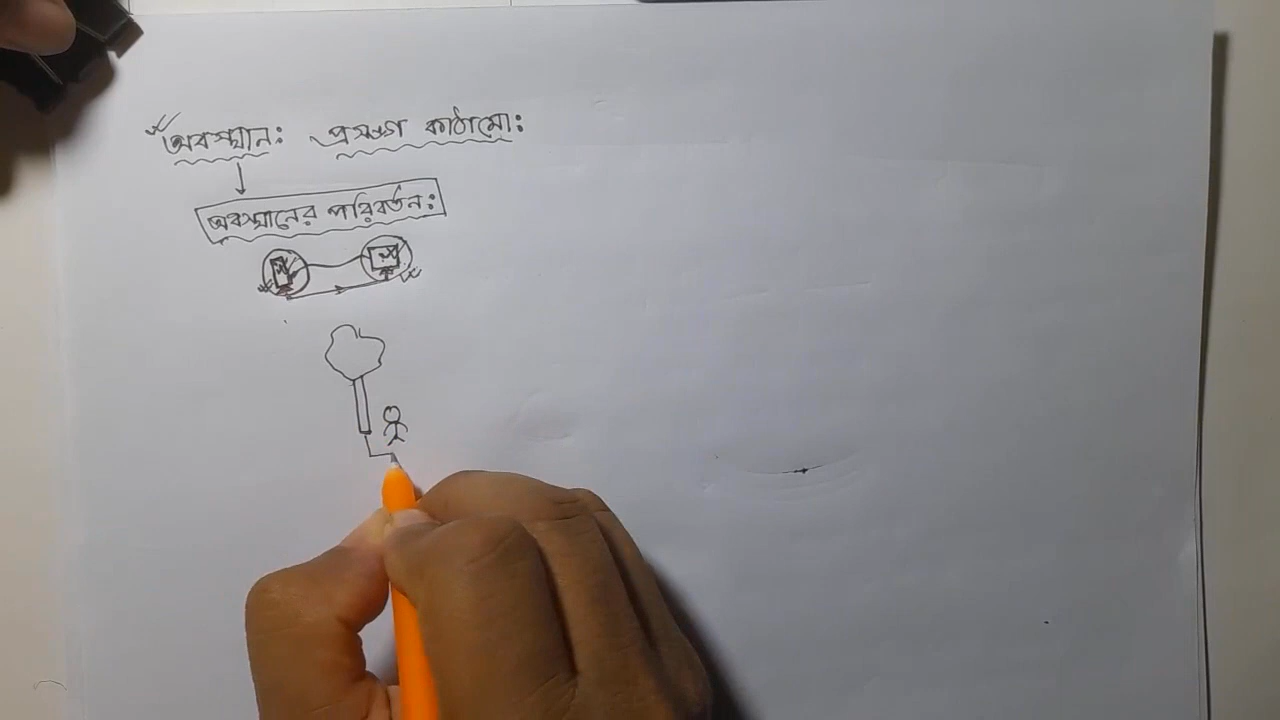 অবস্থান: প্রসঙ্গ কাঠামো:
অবস্থানের পরিবর্তন: